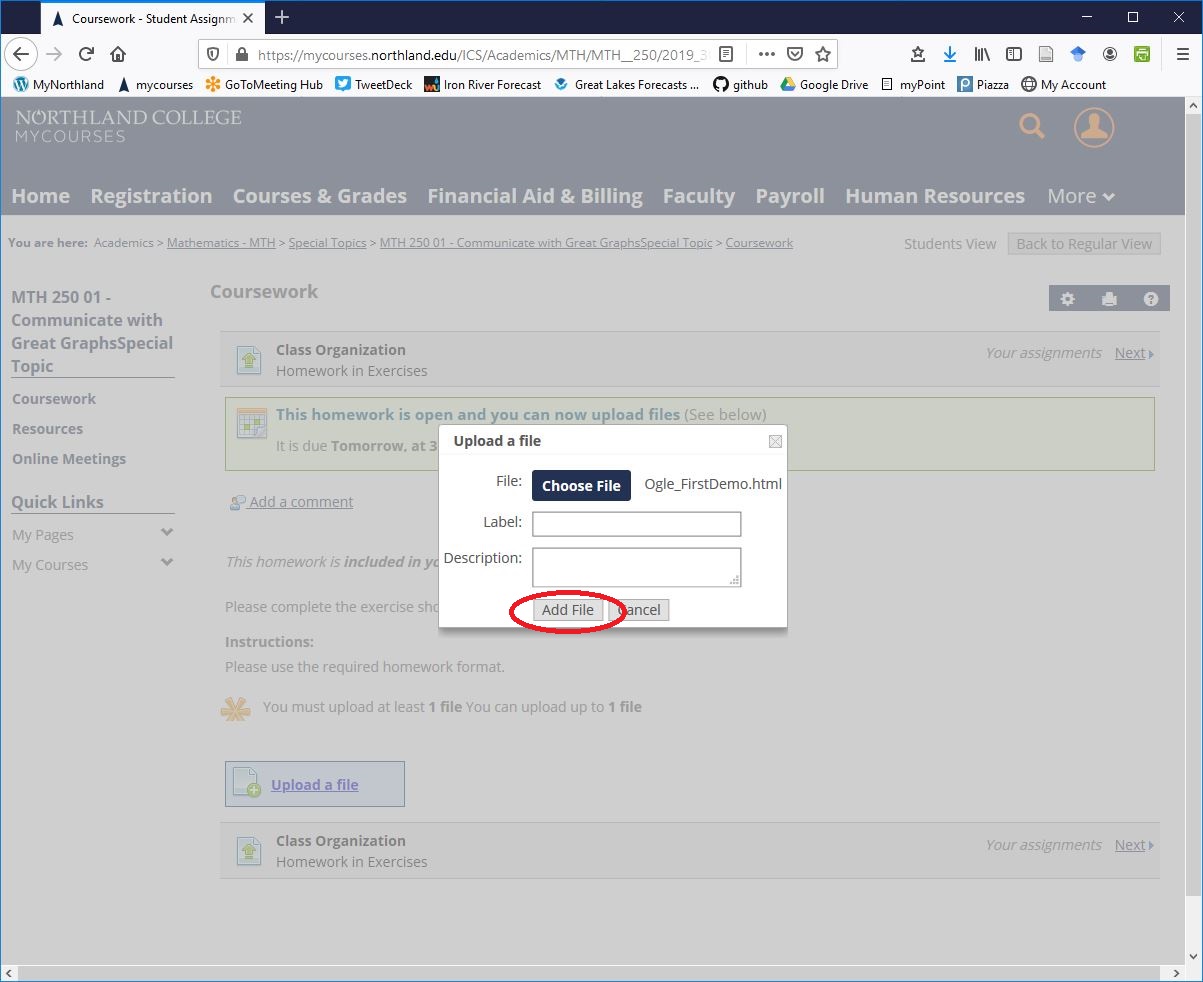 Coursework - Student Assignm
https://mycourses.northland.edu/ICS/Academics/MTH/MTH__250/2019_3
MyNorthland mycourses GoToMeeting Hub TweetDeck Iron River Forecast Great Lakes Forecasts ... github Google Drive myPoint Piazza My Account
NORTHLAND COLLEGE
MYCOURSES
Home Registration Courses & Grades Financial Aid & Billing Faculty Payroll Human Resources More
You are here: Academics > Mathematics - MTH > Special Topics > MTH 250 01 - Communicate with Great GraphsSpecial Topic > Coursework
Students View Back to Regular View
MTH 250 01 -
Communicate with
Great GraphsSpecial
Topic
Coursework
Resources
Online Meetings
Quick Links
My Pages
My Courses
Coursework
Class Organization
Homework in Exercises
Your assignments Next
This homework is open and you can now upload files (See below)
It is due Tomorrow, at 3
Add a comment
This homework is included in yo
Please complete the exercise sho
Instructions:
Please use the required homework format.
You must upload at least 1 file You can upload up to 1 file
Upload a file
Class Organization
Homework in Exercises
Your assignments Next
Upload a file
File: Choose File Ogle_FirstDemo.html
Label:
Description:
Add File Cancel